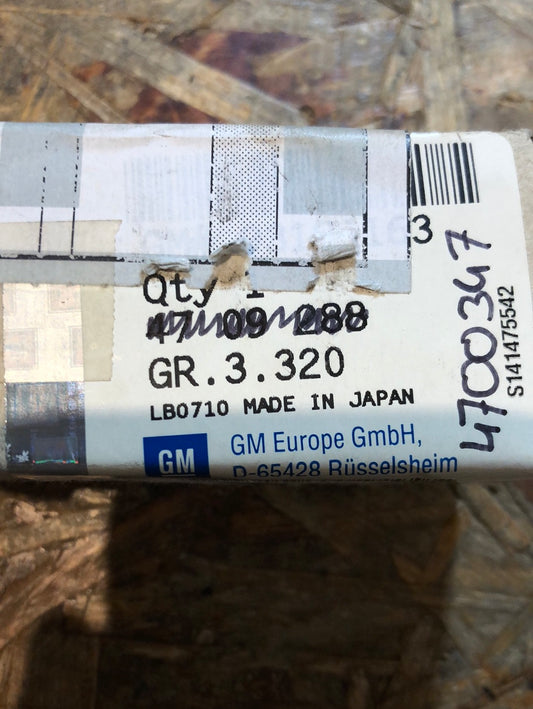 3
Qty 1
47 09 288
GR.3.320
LB0710 MADE IN JAPAN
GM
GM Europe GmbH,
D-65428 Rüsselsheim
4700347
S141475542